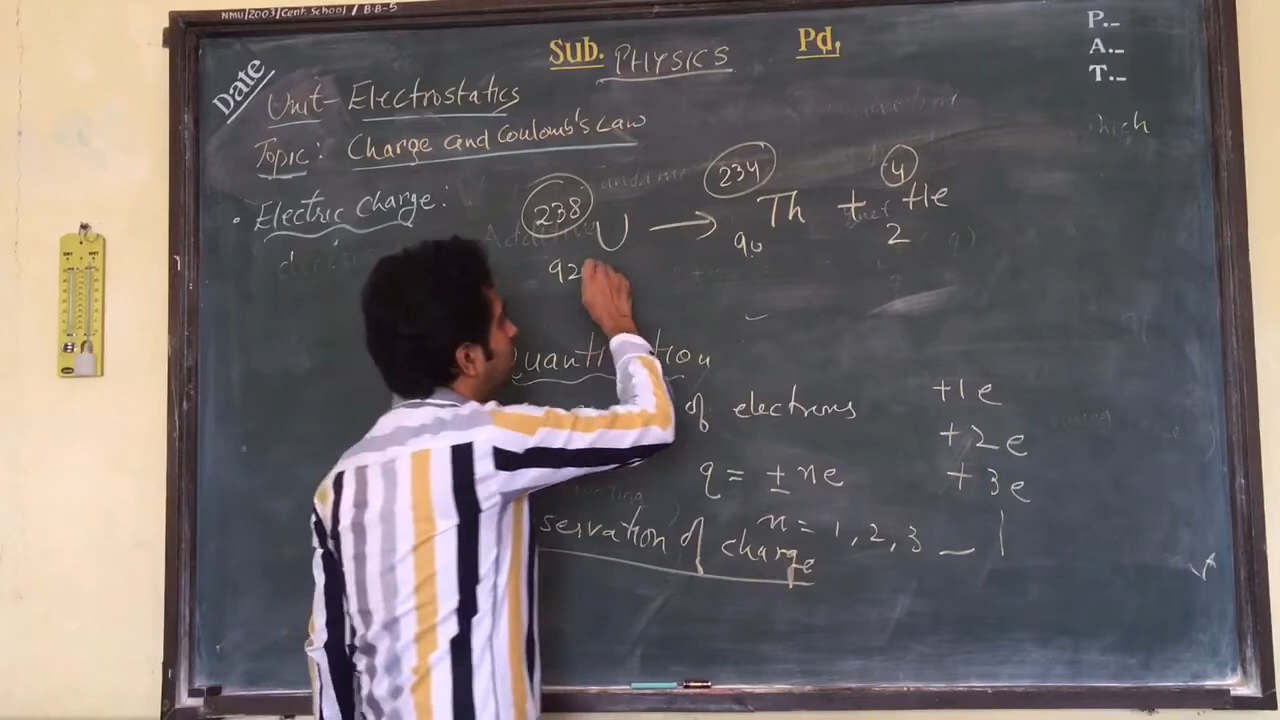 NMU/2003/Cent. School / B.B-5
Date
Sub. PHYSICS Pd,
P.-
A.-
T.-
Unit- Electrostatics
Topic: Charge and Coulomb's Law
• Electric Charge:
238 U → 234 Th + 4 He
92 90 2
which
of electrons
+1e
+2e
+3e
q = ± ne
n = 1, 2, 3 _
servation of charge